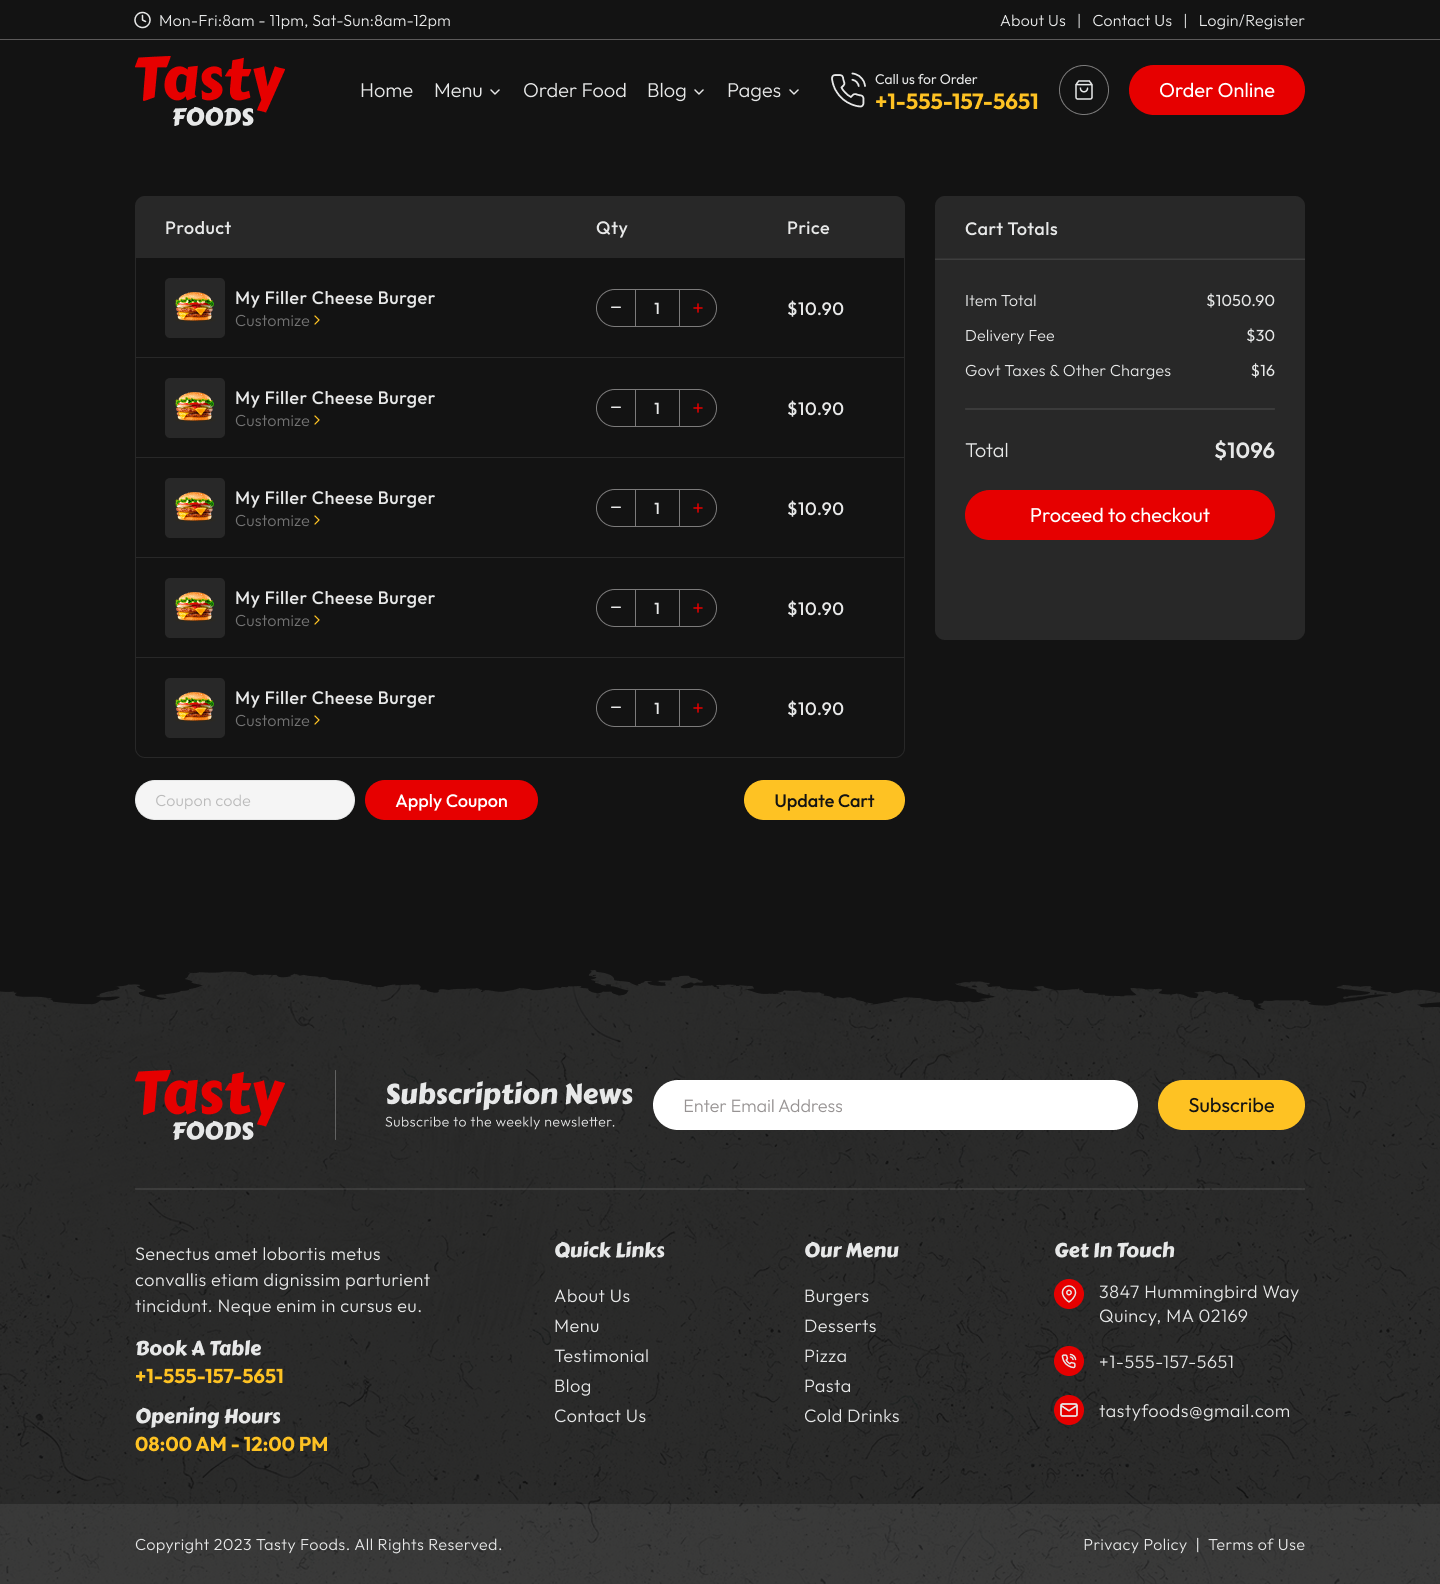 Mon-Fri:8am - 11pm, Sat-Sun:8am-12pm
About Us | Contact Us | Login/Register
Tasty
FOODS
Home Menu Order Food Blog Pages
Call us for Order
+1-555-157-5651
Order Online
Product Qty Price
My Filler Cheese Burger
Customize
1
$10.90
My Filler Cheese Burger
Customize
1
$10.90
My Filler Cheese Burger
Customize
1
$10.90
My Filler Cheese Burger
Customize
1
$10.90
My Filler Cheese Burger
Customize
1
$10.90
Coupon code
Apply Coupon
Update Cart
Cart Totals
Item Total $1050.90
Delivery Fee $30
Govt Taxes & Other Charges $16
Total $1096
Proceed to checkout
Tasty
FOODS
Subscription News
Subscribe to the weekly newsletter.
Enter Email Address
Subscribe
Senectus amet lobortis metus
convallis etiam dignissim parturient
tincidunt. Neque enim in cursus eu.
Book A Table
+1-555-157-5651
Opening Hours
08:00 AM - 12:00 PM
Quick Links
About Us
Menu
Testimonial
Blog
Contact Us
Our Menu
Burgers
Desserts
Pizza
Pasta
Cold Drinks
Get In Touch
3847 Hummingbird Way
Quincy, MA 02169
+1-555-157-5651
tastyfoods@gmail.com
Copyright 2023 Tasty Foods. All Rights Reserved.
Privacy Policy | Terms of Use